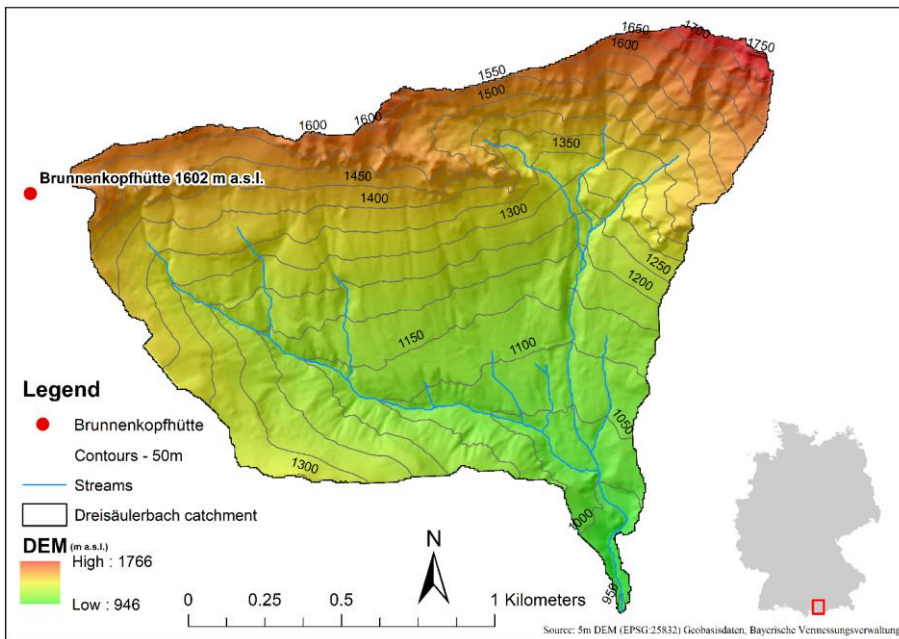 1650
1700
1750
1600
1550
1500
1600
1600
1350
Brunnenkopfhütte 1602 m a.s.l.
1450
1400
1300
1250
1200
1150
1100
1050
1300
1000
950
Legend
Brunnenkopfhütte
Contours - 50m
Streams
Dreisäulerbach catchment
DEM (m a.s.l.)
High : 1766
Low : 946
N
0 0.25 0.5 1 Kilometers
Source: 5m DEM (EPSG:25832) Geobasisdaten, Bayerische Vermessungsverwaltung